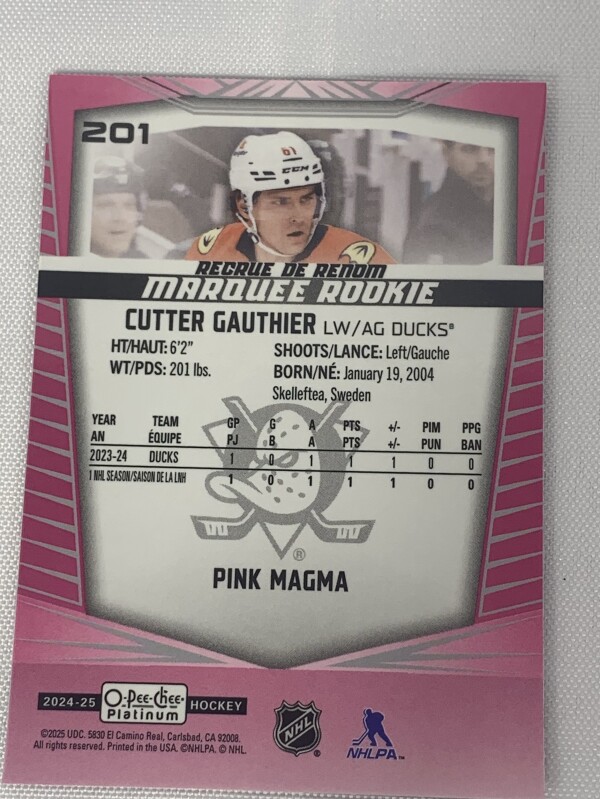 201
61
CCM
RECRUE DE RENOM
MARQUEE ROOKIE
CUTTER GAUTHIER LW/AG DUCKS®
HT/HAUT: 6'2" SHOOTS/LANCE: Left/Gauche
WT/PDS: 201 lbs. BORN/NÉ: January 19, 2004
Skelleftea, Sweden
YEAR TEAM GP G A PTS +/- PIM PPG
AN ÉQUIPE PJ B A PTS +/- PUN BAN
2023-24 DUCKS 1 0 1 1 1 0 0
1 NHL SEASON/SAISON DE LA LNH 1 0 1 1 1 0 0
®
PINK MAGMA
2024-25 O-Pee-Chee Platinum HOCKEY
NHL ®
NHLPA™
©2025 UDC. 5830 El Camino Real, Carlsbad, CA 92008.
All rights reserved. Printed in the USA. ©NHLPA. © NHL.